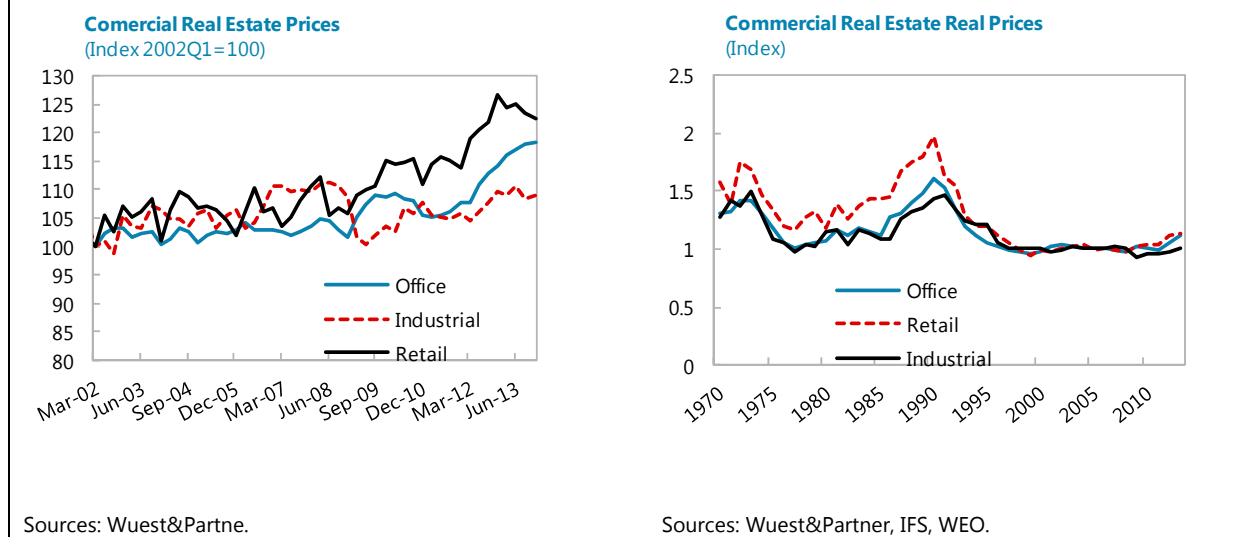 Comercial Real Estate Prices
(Index 2002Q1=100)
130
125
120
115
110
105
100
95
90
85
80
Office
Industrial
Retail
Mar-02
Jun-03
Sep-04
Dec-05
Mar-07
Jun-08
Sep-09
Dec-10
Mar-12
Jun-13
Sources: Wuest&Partne.
Commercial Real Estate Real Prices
(Index)
2.5
2
1.5
1
0.5
0
Office
Retail
Industrial
1970
1975
1980
1985
1990
1995
2000
2005
2010
Sources: Wuest&Partner, IFS, WEO.